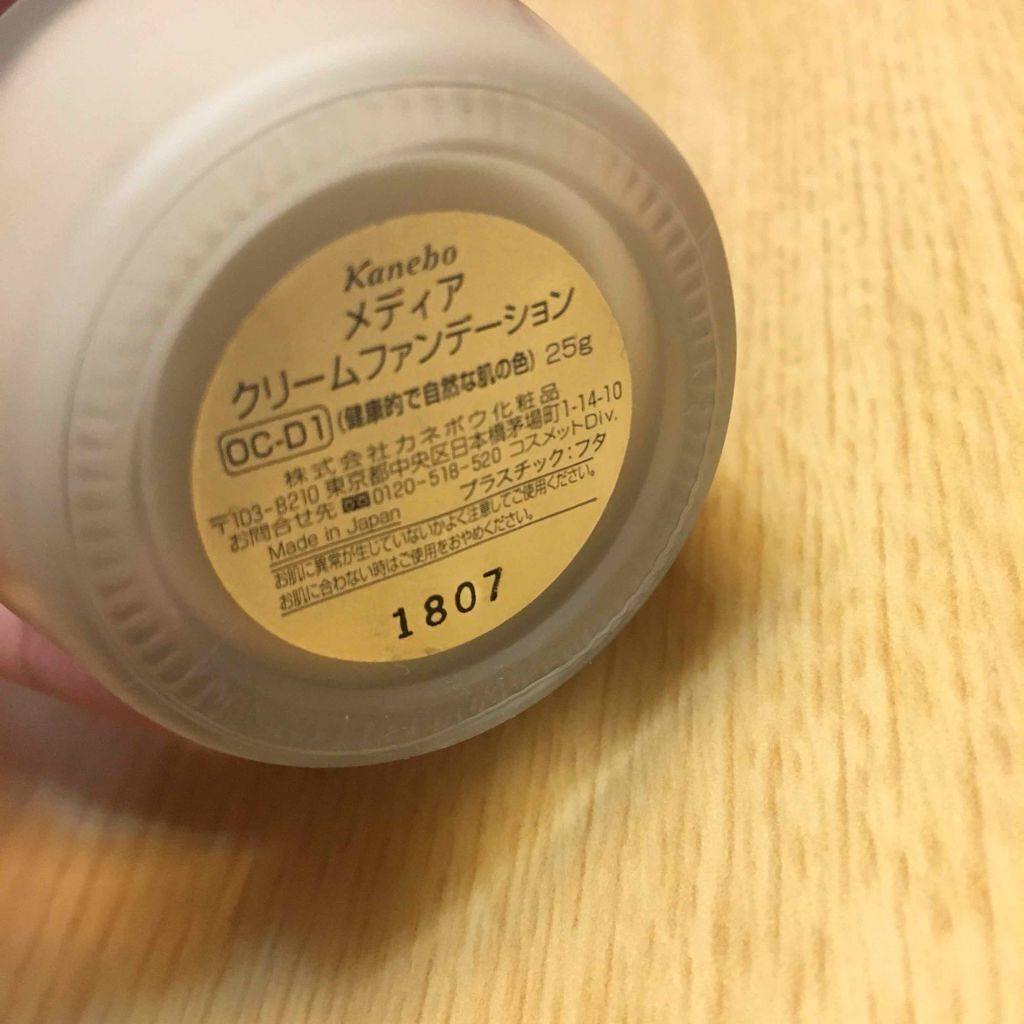 Kanebo
メディア
クリームファンデーション
OC-D1 (健康的で自然な肌の色) 25g
株式会社カネボウ化粧品
〒103-8210 東京都中央区日本橋茅場町1-14-10
お問合せ先 0120-518-520 コスメットDiv.
Made in Japan プラスチック:フタ
お肌に異常が生じていないかよく注意してご使用ください。
お肌に合わない時はご使用をおやめください。
1807